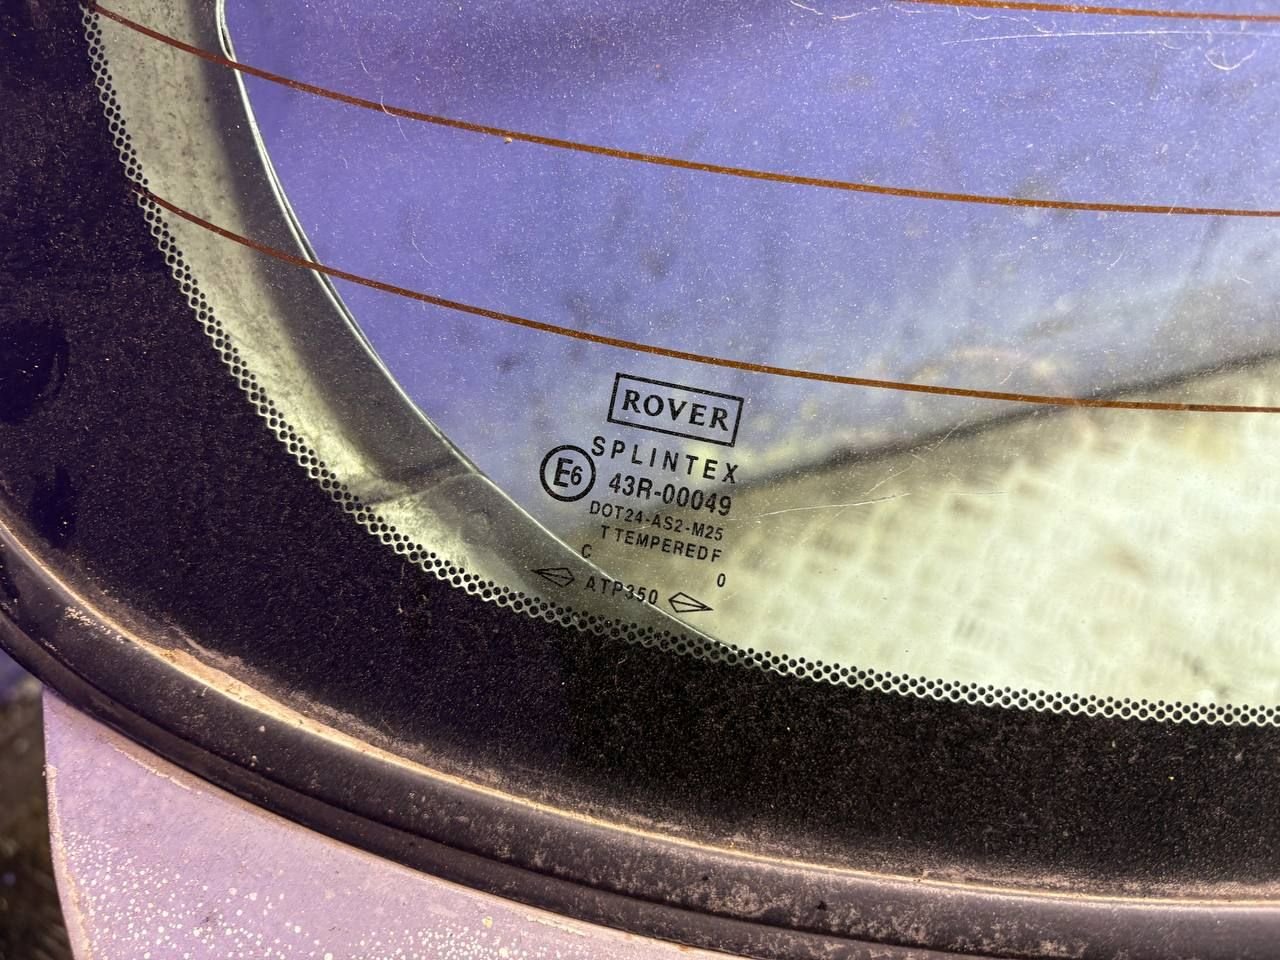 ROVER
SPLINTEX
E6 43R-00049
DOT24-AS2-M25
T TEMPERED F
C 0
ATP350